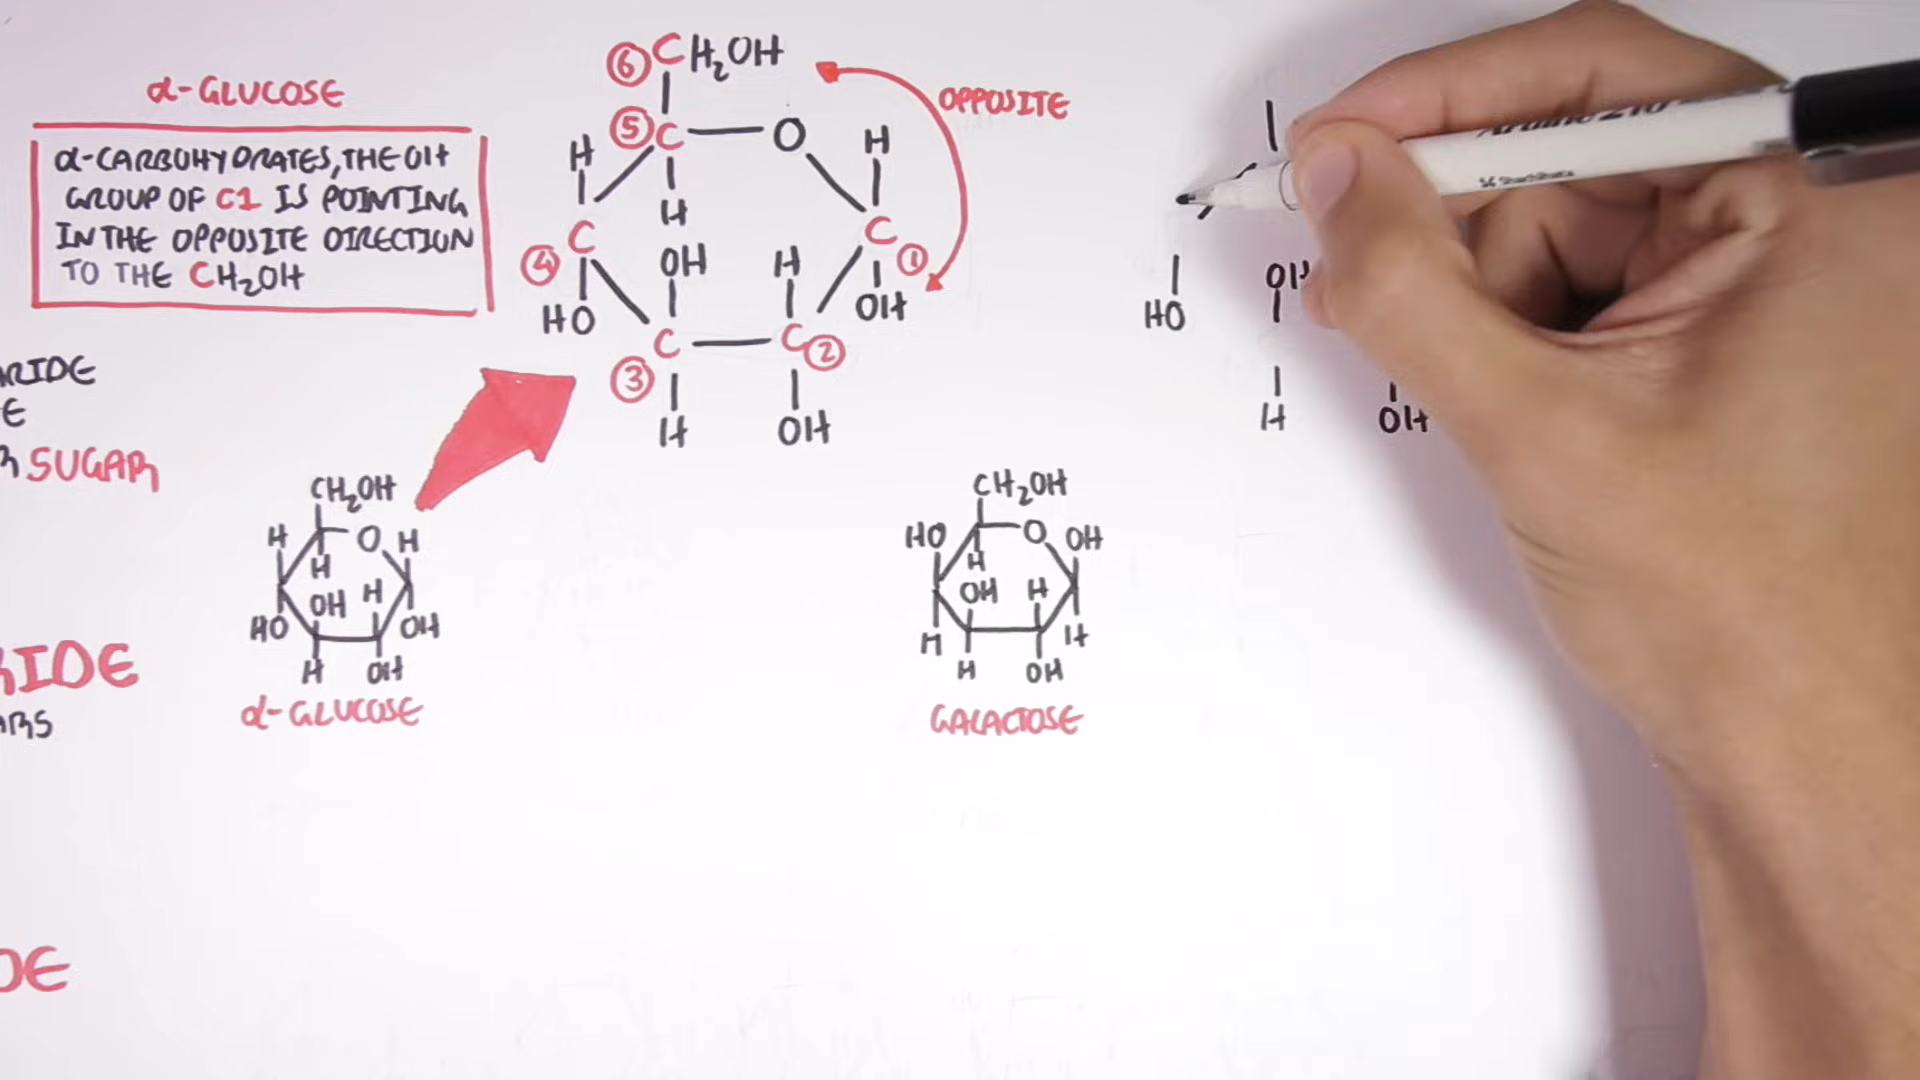 α-GLUCOSE
α-CARBOHYDRATES, THE OH
GROUP OF C1 IS POINTING
IN THE OPPOSITE DIRECTION
TO THE CH₂OH
6 CH₂OH
OPPOSITE
5 C O H
H
H
4 C C 1
OH H
HO OH
3 C C 2
H OH
OH
HO
H OH
RIDE
E
SUGAR
CH₂OH
H O H
H
OH H
HO OH
H OH
α-GLUCOSE
CH₂OH
HO O OH
H
OH H
H H
H OH
GALACTOSE
RIDE
ARS
DE